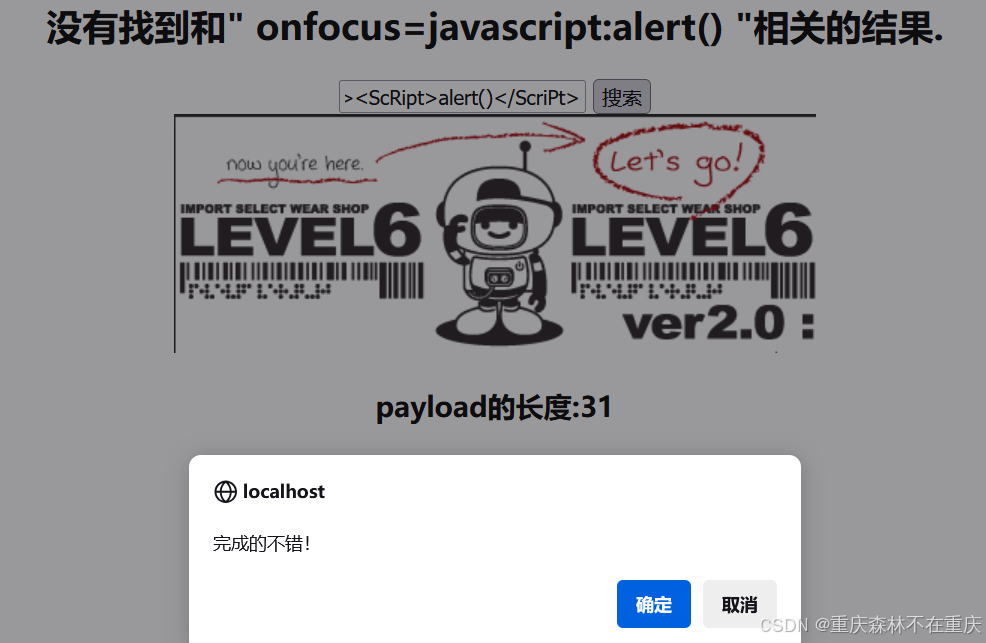 没有找到和" onfocus=javascript:alert() "相关的结果.
><ScRipt>alert()</ScriPt> 搜索
now you're here. Let's go!
IMPORT SELECT WEAR SHOP IMPORT SELECT WEAR SHOP
LEVEL6 LEVEL6
ver2.0 :
payload的长度:31
localhost
完成的不错!
确定 取消
CSDN @重庆森林不在重庆